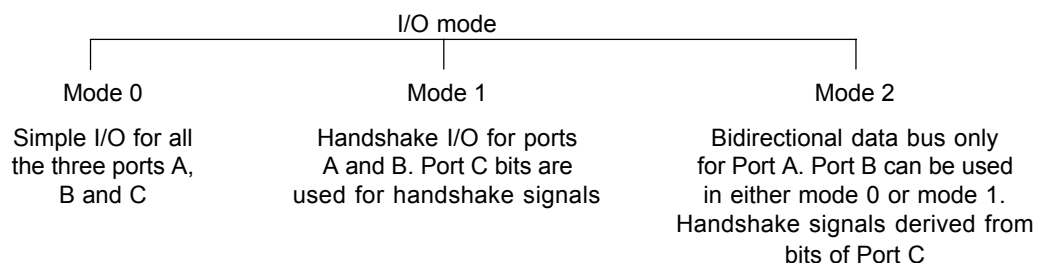 I/O mode
Mode 0
Simple I/O for all
the three ports A,
B and C
Mode 1
Handshake I/O for ports
A and B. Port C bits are
used for handshake signals
Mode 2
Bidirectional data bus only
for Port A. Port B can be used
in either mode 0 or mode 1.
Handshake signals derived from
bits of Port C